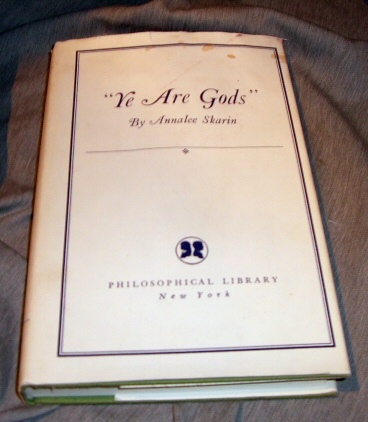 "Ye Are Gods"
By Annalee Skarin
PHILOSOPHICAL LIBRARY
New York